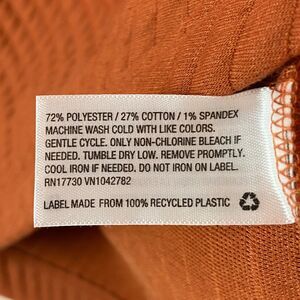 72% POLYESTER / 27% COTTON / 1% SPANDEX
MACHINE WASH COLD WITH LIKE COLORS.
GENTLE CYCLE. ONLY NON-CHLORINE BLEACH IF
NEEDED. TUMBLE DRY LOW. REMOVE PROMPTLY.
COOL IRON IF NEEDED. DO NOT IRON ON LABEL.
RN17730 VN1042782
LABEL MADE FROM 100% RECYCLED PLASTIC